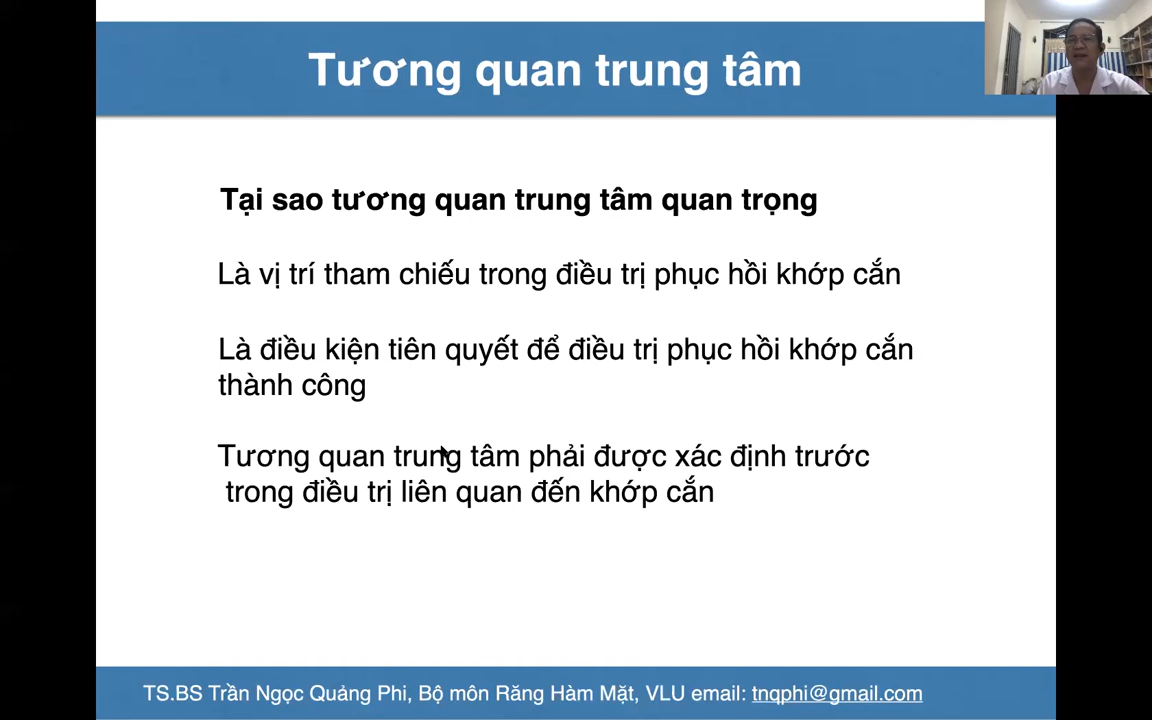 Tương quan trung tâm
Tại sao tương quan trung tâm quan trọng
Là vị trí tham chiếu trong điều trị phục hồi khớp cắn
Là điều kiện tiên quyết để điều trị phục hồi khớp cắn
thành công
Tương quan trung tâm phải được xác định trước
trong điều trị liên quan đến khớp cắn
TS.BS Trần Ngọc Quảng Phi, Bộ môn Răng Hàm Mặt, VLU email: tnqphi@gmail.com